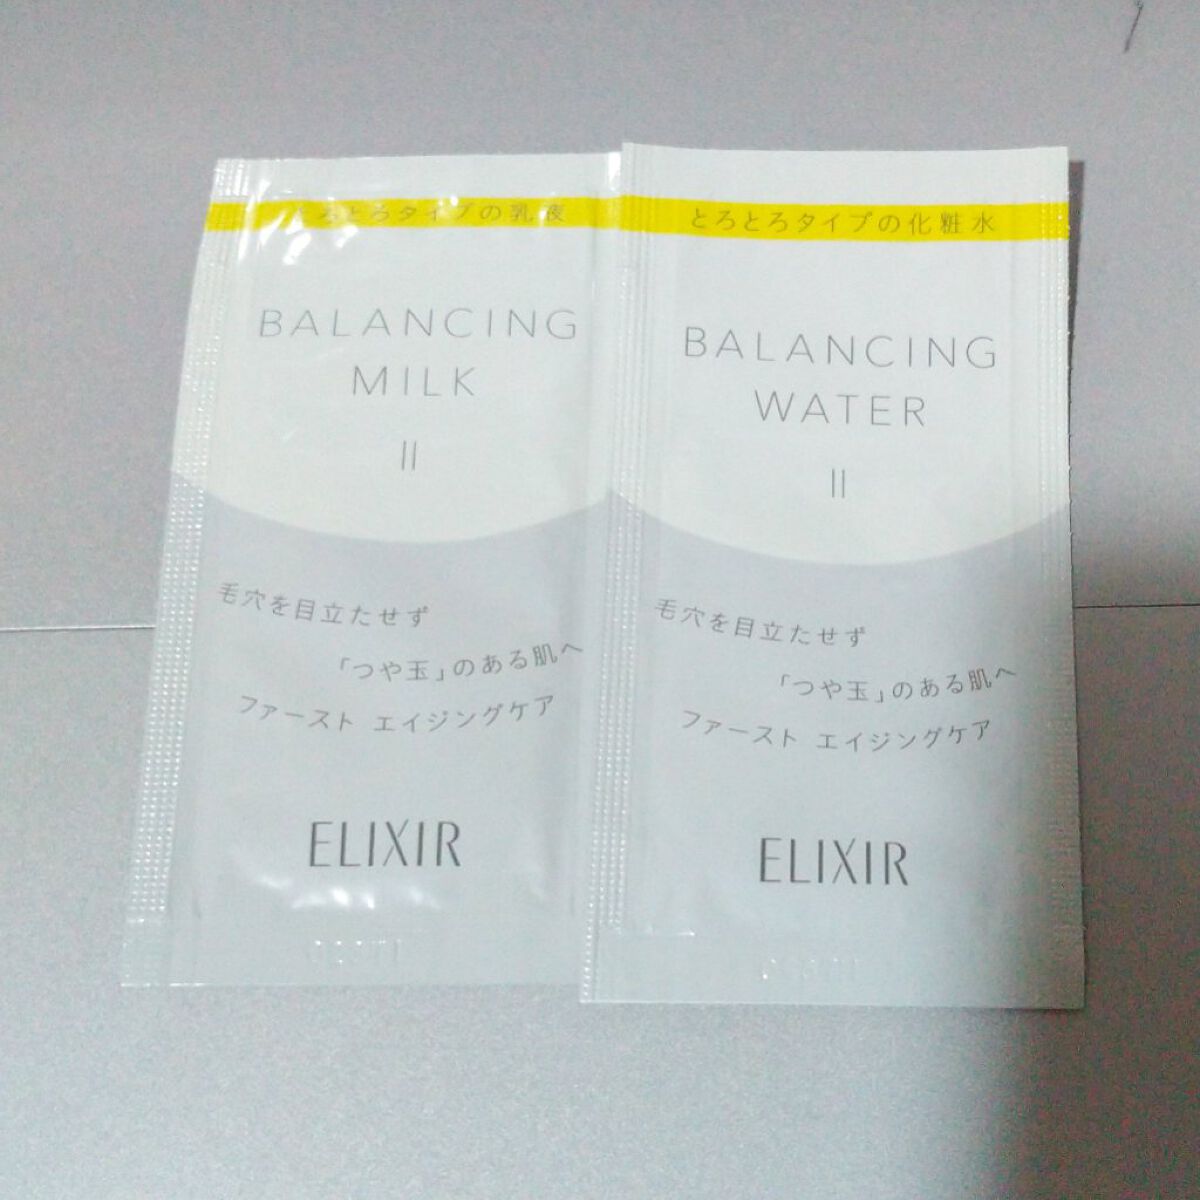 とろとろタイプの乳液
BALANCING
MILK
II
毛穴を目立たせず
「つや玉」のある肌へ
ファースト エイジングケア
ELIXIR
とろとろタイプの化粧水
BALANCING
WATER
II
毛穴を目立たせず
「つや玉」のある肌へ
ファースト エイジングケア
ELIXIR